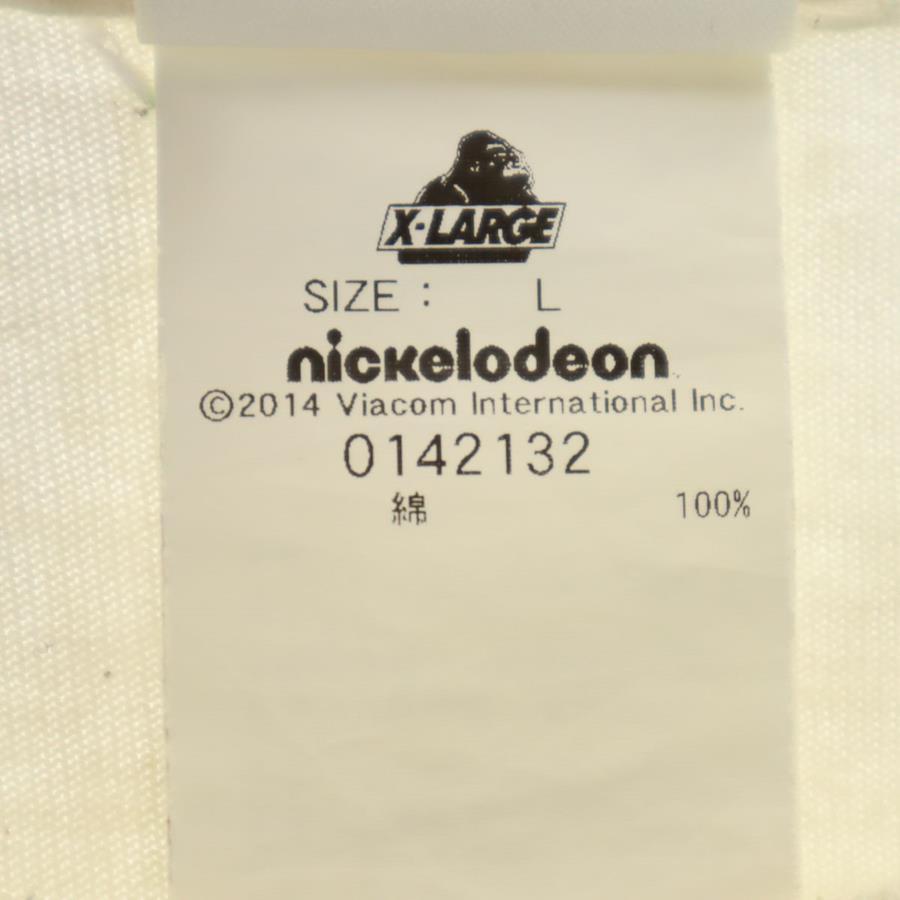 X-LARGE
SIZE : L
nickelodeon
©2014 Viacom International Inc.
0142132
綿 100%